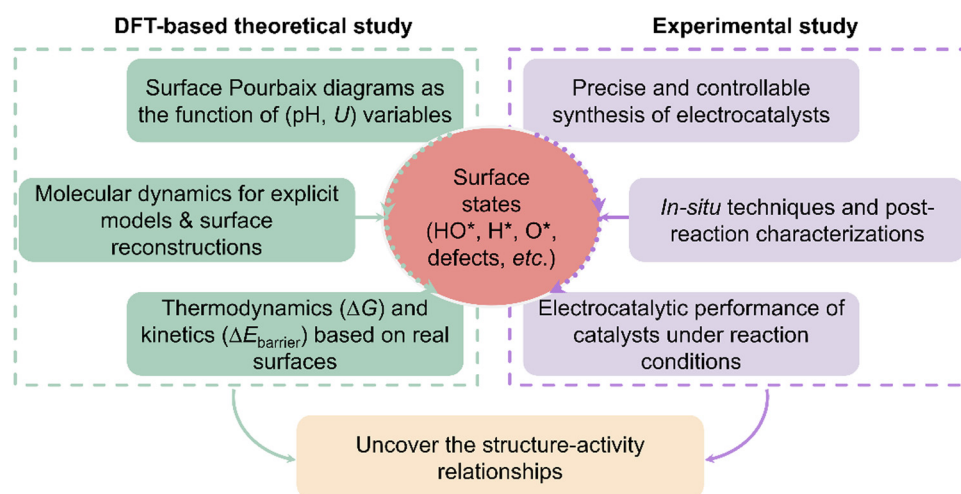 DFT-based theoretical study
Surface Pourbaix diagrams as
the function of (pH, U) variables
Molecular dynamics for explicit
models & surface
reconstructions
Thermodynamics (ΔG) and
kinetics (ΔEbarrier) based on real
surfaces
Surface
states
(HO*, H*, O*,
defects, etc.)
Experimental study
Precise and controllable
synthesis of electrocatalysts
In-situ techniques and post-
reaction characterizations
Electrocatalytic performance of
catalysts under reaction
conditions
Uncover the structure-activity
relationships